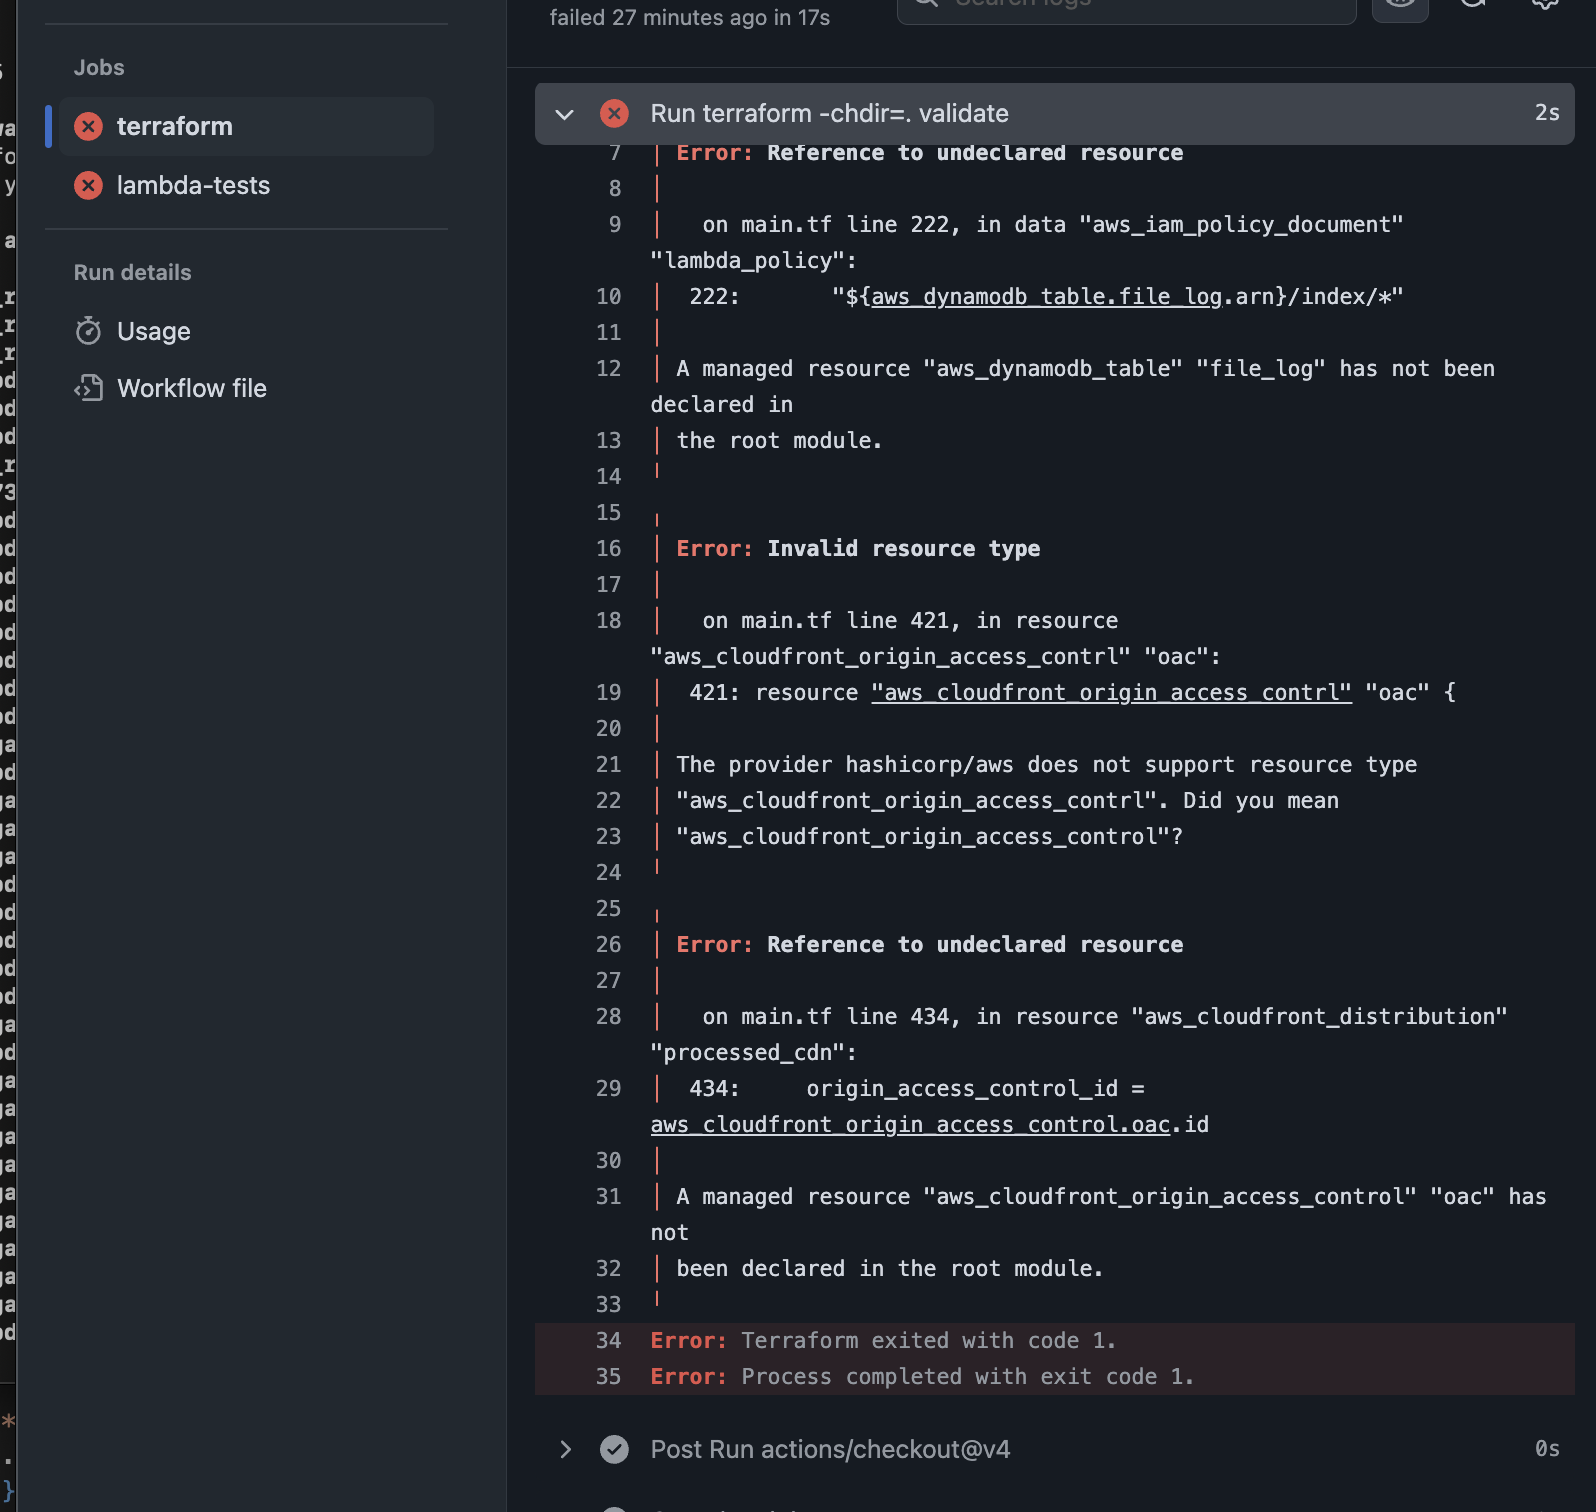 failed 27 minutes ago in 17s
Search logs
Jobs
terraform
lambda-tests
Run details
Usage
Workflow file
Run terraform -chdir=. validate
2s
7 │ Error: Reference to undeclared resource
8 │
9 │   on main.tf line 222, in data "aws_iam_policy_document"
"lambda_policy":
10 │  222:       "${aws_dynamodb_table.file_log.arn}/index/*"
11 │
12 │ A managed resource "aws_dynamodb_table" "file_log" has not been
declared in
13 │ the root module.
14 ╵
15 ╷
16 │ Error: Invalid resource type
17 │
18 │   on main.tf line 421, in resource
"aws_cloudfront_origin_access_contrl" "oac":
19 │  421: resource "aws_cloudfront_origin_access_contrl" "oac" {
20 │
21 │ The provider hashicorp/aws does not support resource type
22 │ "aws_cloudfront_origin_access_contrl". Did you mean
23 │ "aws_cloudfront_origin_access_control"?
24 ╵
25 ╷
26 │ Error: Reference to undeclared resource
27 │
28 │   on main.tf line 434, in resource "aws_cloudfront_distribution"
"processed_cdn":
29 │  434:     origin_access_control_id =
aws_cloudfront_origin_access_control.oac.id
30 │
31 │ A managed resource "aws_cloudfront_origin_access_control" "oac" has
not
32 │ been declared in the root module.
33 ╵
34 Error: Terraform exited with code 1.
35 Error: Process completed with exit code 1.
Post Run actions/checkout@v4
0s